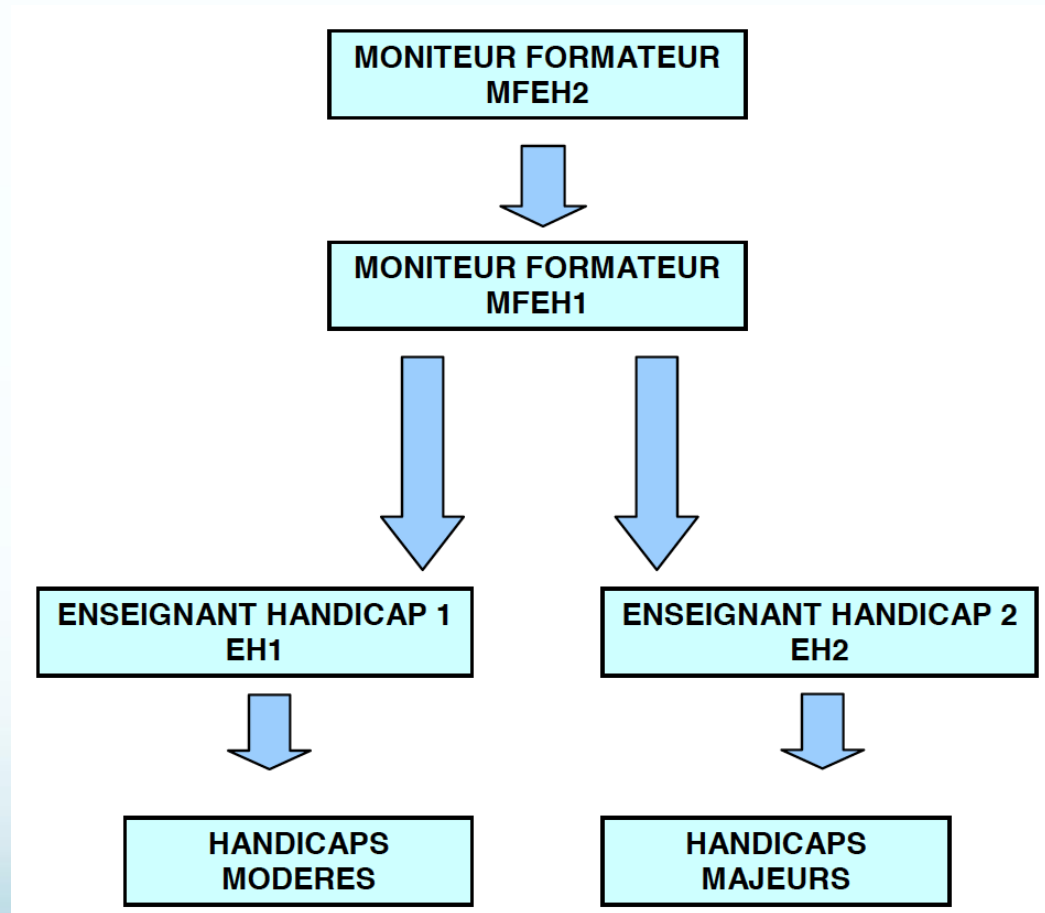 MONITEUR FORMATEUR
MFEH2
MONITEUR FORMATEUR
MFEH1
ENSEIGNANT HANDICAP 1
EH1
ENSEIGNANT HANDICAP 2
EH2
HANDICAPS
MODERES
HANDICAPS
MAJEURS